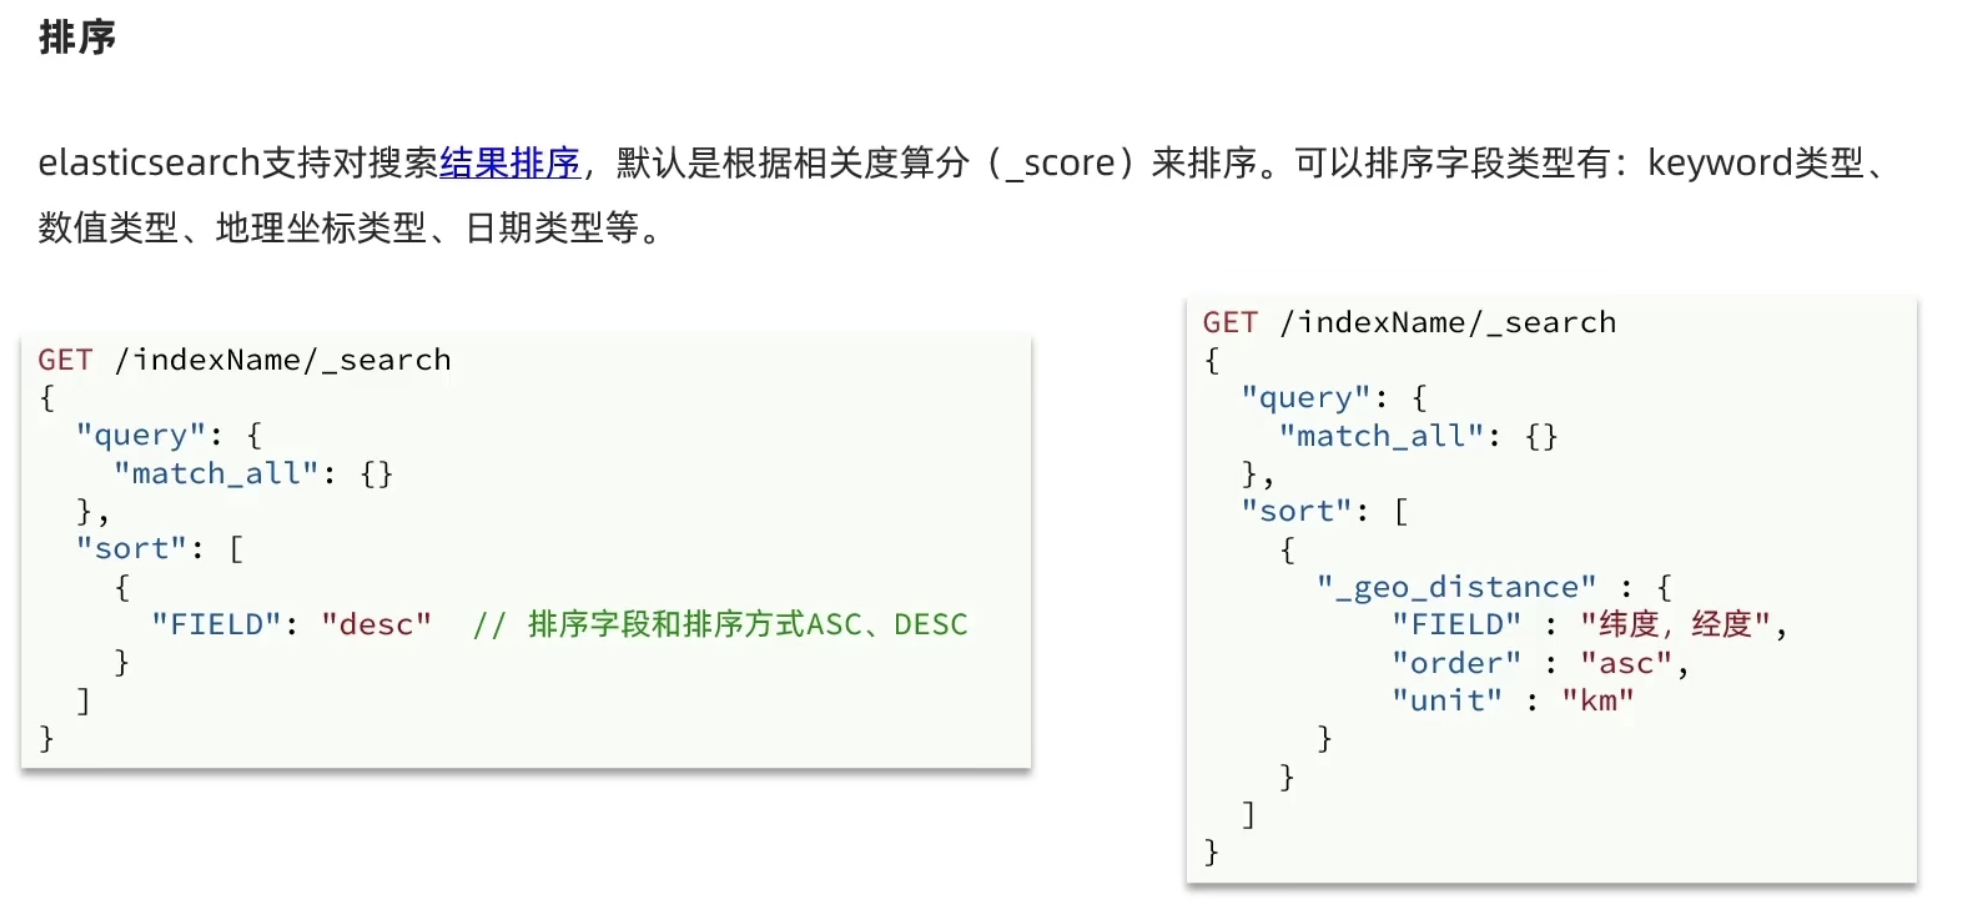 排序
elasticsearch支持对搜索结果排序，默认是根据相关度算分（_score）来排序。可以排序字段类型有：keyword类型、
数值类型、地理坐标类型、日期类型等。
GET /indexName/_search
{
  "query": {
    "match_all": {}
  },
  "sort": [
    {
      "FIELD": "desc"  // 排序字段和排序方式ASC、DESC
    }
  ]
}
GET /indexName/_search
{
  "query": {
    "match_all": {}
  },
  "sort": [
    {
      "_geo_distance" : {
          "FIELD" : "纬度，经度",
          "order" : "asc",
          "unit" : "km"
      }
    }
  ]
}